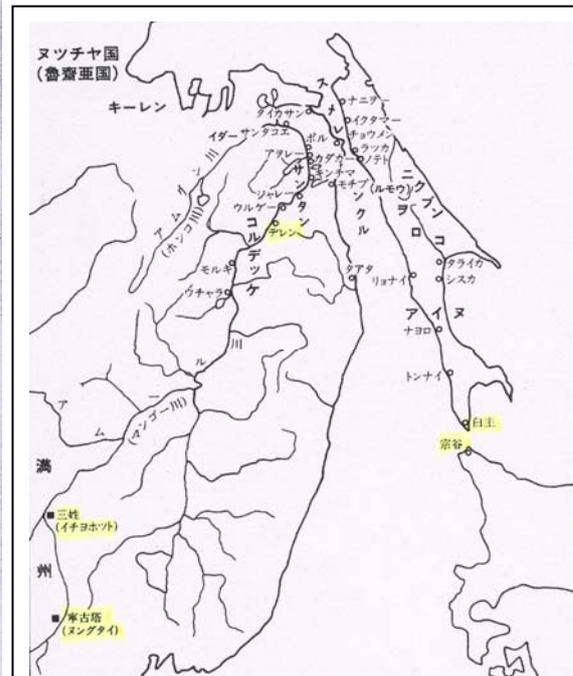 ヌツチヤ国
(魯齋亜国)
キーレン
タイカサン
イダーサンタコエ
ポル
アヲレー
カダガー
キンチマ
モチプ
ジャレー
ウルゲー
デレン
モルキ
ウチャラ
サンタン
コルデッケ
スメレンクル
アムグン川
(ホンコ川)
ナニヲー
イクタマー
チョウメン
ラツカ
ノテト
(ルモウ)
ニクブン
ヲロッコ
タアタ
リョナイ
タライカ
シスカ
アイヌ
ナヨロ
トンナイ
白主
宗谷
アムール川
(マンゴー川)
満州
三姓
(イチヨホット)
寧古塔
(ヌングタイ)